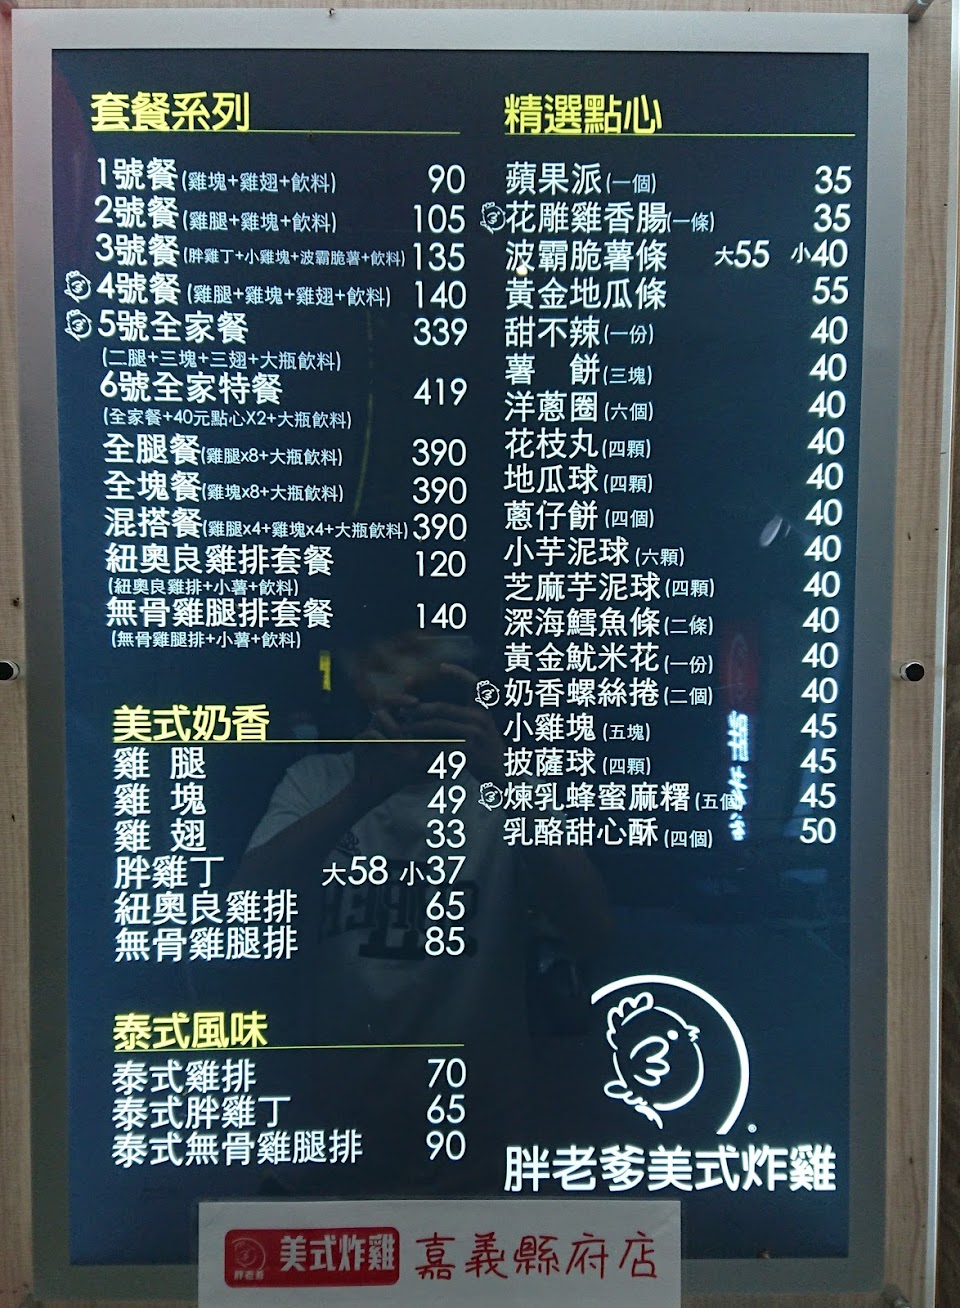 套餐系列
1號餐(雞塊+雞翅+飲料) 90
2號餐(雞腿+雞塊+飲料) 105
3號餐(胖雞丁+小雞塊+波霸脆薯+飲料) 135
4號餐(雞腿+雞塊+雞翅+飲料) 140
5號全家餐 339
(二腿+三塊+三翅+大瓶飲料)
6號全家特餐 419
(全家餐+40元點心X2+大瓶飲料)
全腿餐(雞腿x8+大瓶飲料) 390
全塊餐(雞塊x8+大瓶飲料) 390
混搭餐(雞腿x4+雞塊x4+大瓶飲料) 390
紐奧良雞排套餐 120
(紐奧良雞排+小薯+飲料)
無骨雞腿排套餐 140
(無骨雞腿排+小薯+飲料)
美式奶香
雞 腿 49
雞 塊 49
雞 翅 33
胖雞丁 大58 小37
紐奧良雞排 65
無骨雞腿排 85
泰式風味
泰式雞排 70
泰式胖雞丁 65
泰式無骨雞腿排 90
精選點心
蘋果派(一個) 35
花雕雞香腸(一條) 35
波霸脆薯條 大55 小40
黃金地瓜條 55
甜不辣(一份) 40
薯 餅(三塊) 40
洋蔥圈(六個) 40
花枝丸(四顆) 40
地瓜球(四顆) 40
蔥仔餅(四個) 40
小芋泥球(六顆) 40
芝麻芋泥球(四顆) 40
深海鱈魚條(二條) 40
黃金魷米花(一份) 40
奶香螺絲捲(二個) 40
小雞塊(五塊) 45
披薩球(四顆) 45
煉乳蜂蜜麻糬(五個) 45
乳酪甜心酥(四個) 50
胖老爹美式炸雞
胖老爹 美式炸雞 嘉義縣府店